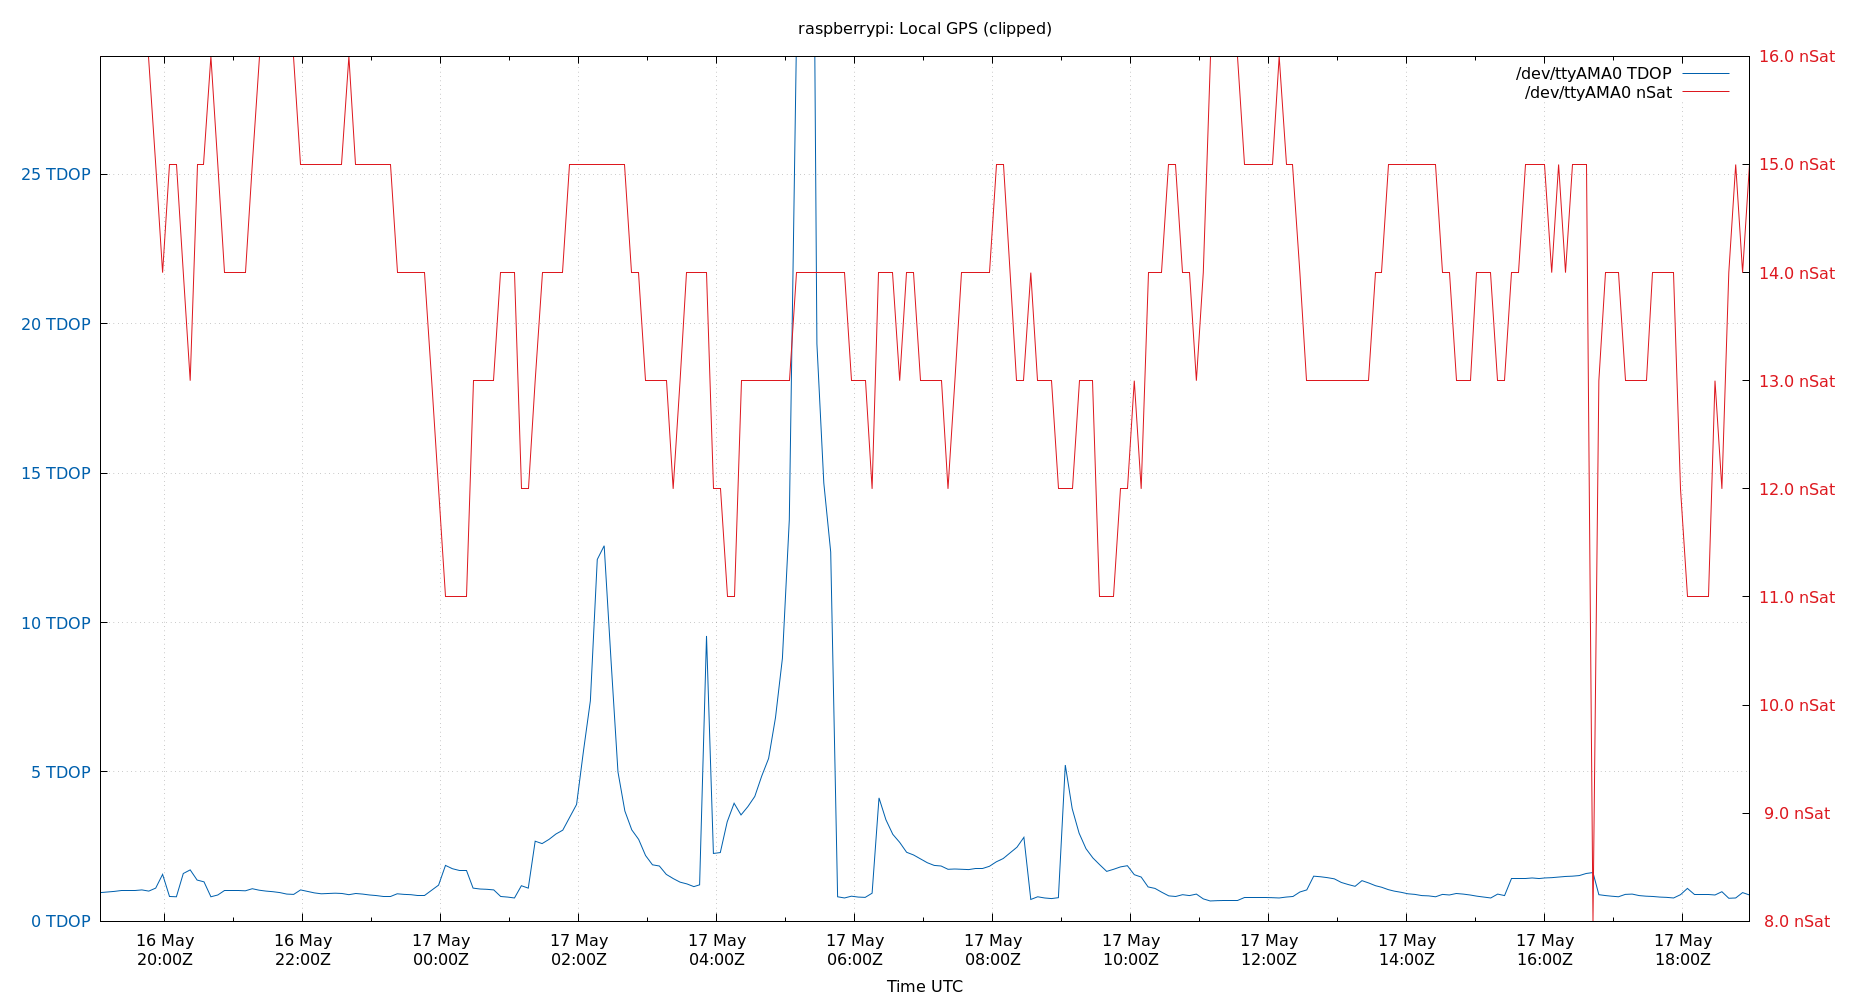 raspberrypi: Local GPS (clipped)
/dev/ttyAMA0 TDOP
/dev/ttyAMA0 nSat
25 TDOP
20 TDOP
15 TDOP
10 TDOP
5 TDOP
0 TDOP
16.0 nSat
15.0 nSat
14.0 nSat
13.0 nSat
12.0 nSat
11.0 nSat
10.0 nSat
9.0 nSat
8.0 nSat
16 May 16 May 17 May 17 May 17 May 17 May 17 May 17 May 17 May 17 May 17 May 17 May
20:00Z 22:00Z 00:00Z 02:00Z 04:00Z 06:00Z 08:00Z 10:00Z 12:00Z 14:00Z 16:00Z 18:00Z
Time UTC